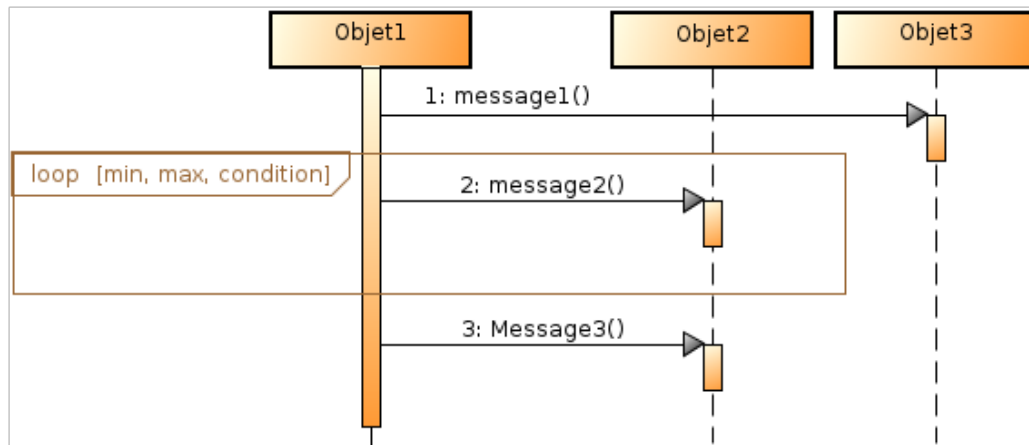 Objet1
Objet2
Objet3
1: message1()
loop [min, max, condition]
2: message2()
3: Message3()